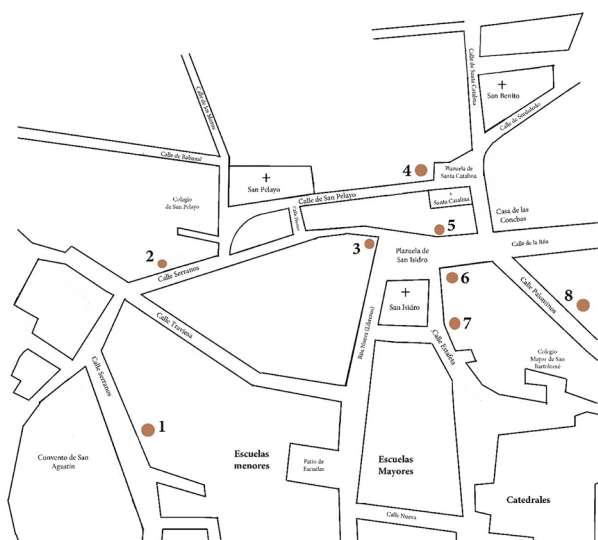 Calle de Santa Catalina
San Benito
Calle de Sordolodo
Calle de los Moros
Calle de Rabanal
San Pelayo
4
Plazuela de
Santa Catalina
Colegio
de San Pelayo
Calle de San Pelayo
Santa Catalina
Casa de las
Conchas
5
2
3
Plazuela de
San Isidro
Calle de la Rúa
Calle Serranos
6
San Isidro
Calle Palominos
8
7
Calle Traviesa
Rúa Nueva (Libreros)
Calle Estafeta
Colegio
Mayor de San
Bartolomé
Calle Serranos
1
Convento de San
Agustín
Escuelas
menores
Patio de
Escuelas
Escuelas
Mayores
Catedrales
Calle Nueva